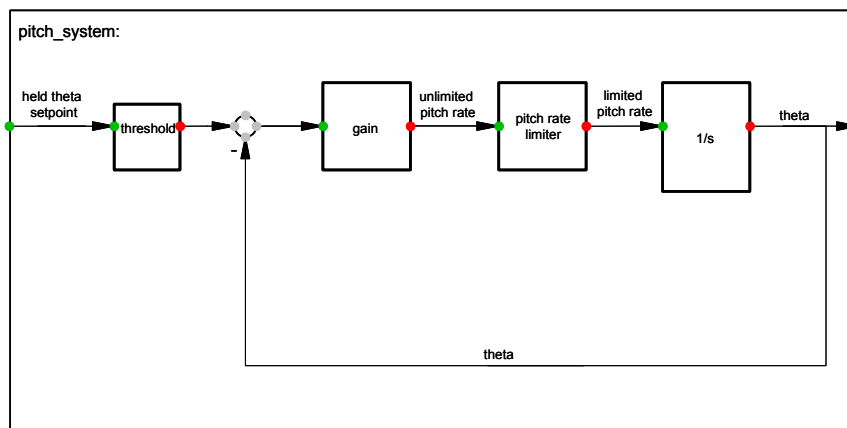 pitch_system:
held theta
setpoint
threshold
-
gain
unlimited
pitch rate
pitch rate
limiter
limited
pitch rate
1/s
theta
theta